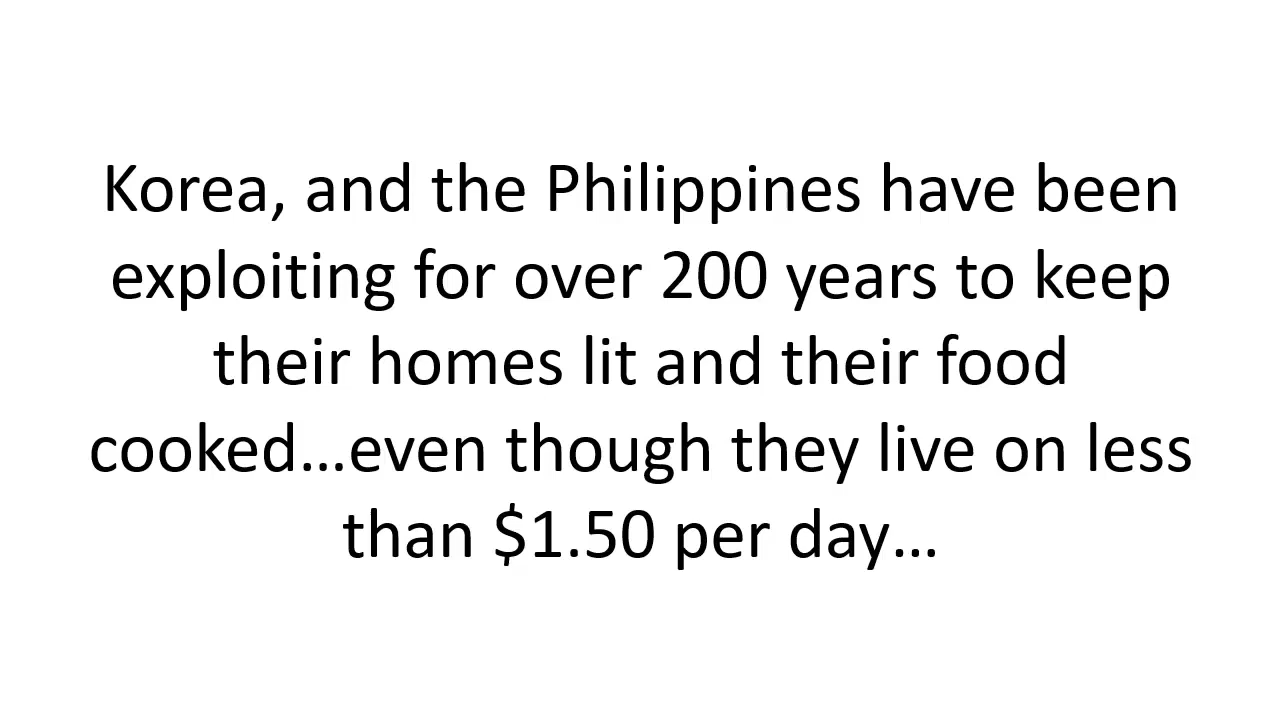 Korea, and the Philippines have been
exploiting for over 200 years to keep
their homes lit and their food
cooked...even though they live on less
than $1.50 per day...